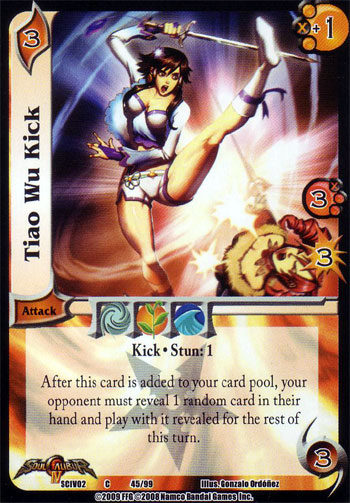 3
x+1
Tiao Wu Kick
3
3
Attack
Kick • Stun: 1
After this card is added to your card pool, your
opponent must reveal 1 random card in their
hand and play with it revealed for the rest of
this turn.
3
SOULCALIBUR
IV
SCIV02 C 45/99 Illus. Gonzalo Ordóñez
©2009 FFG ©2008 Namco Bandai Games Inc.